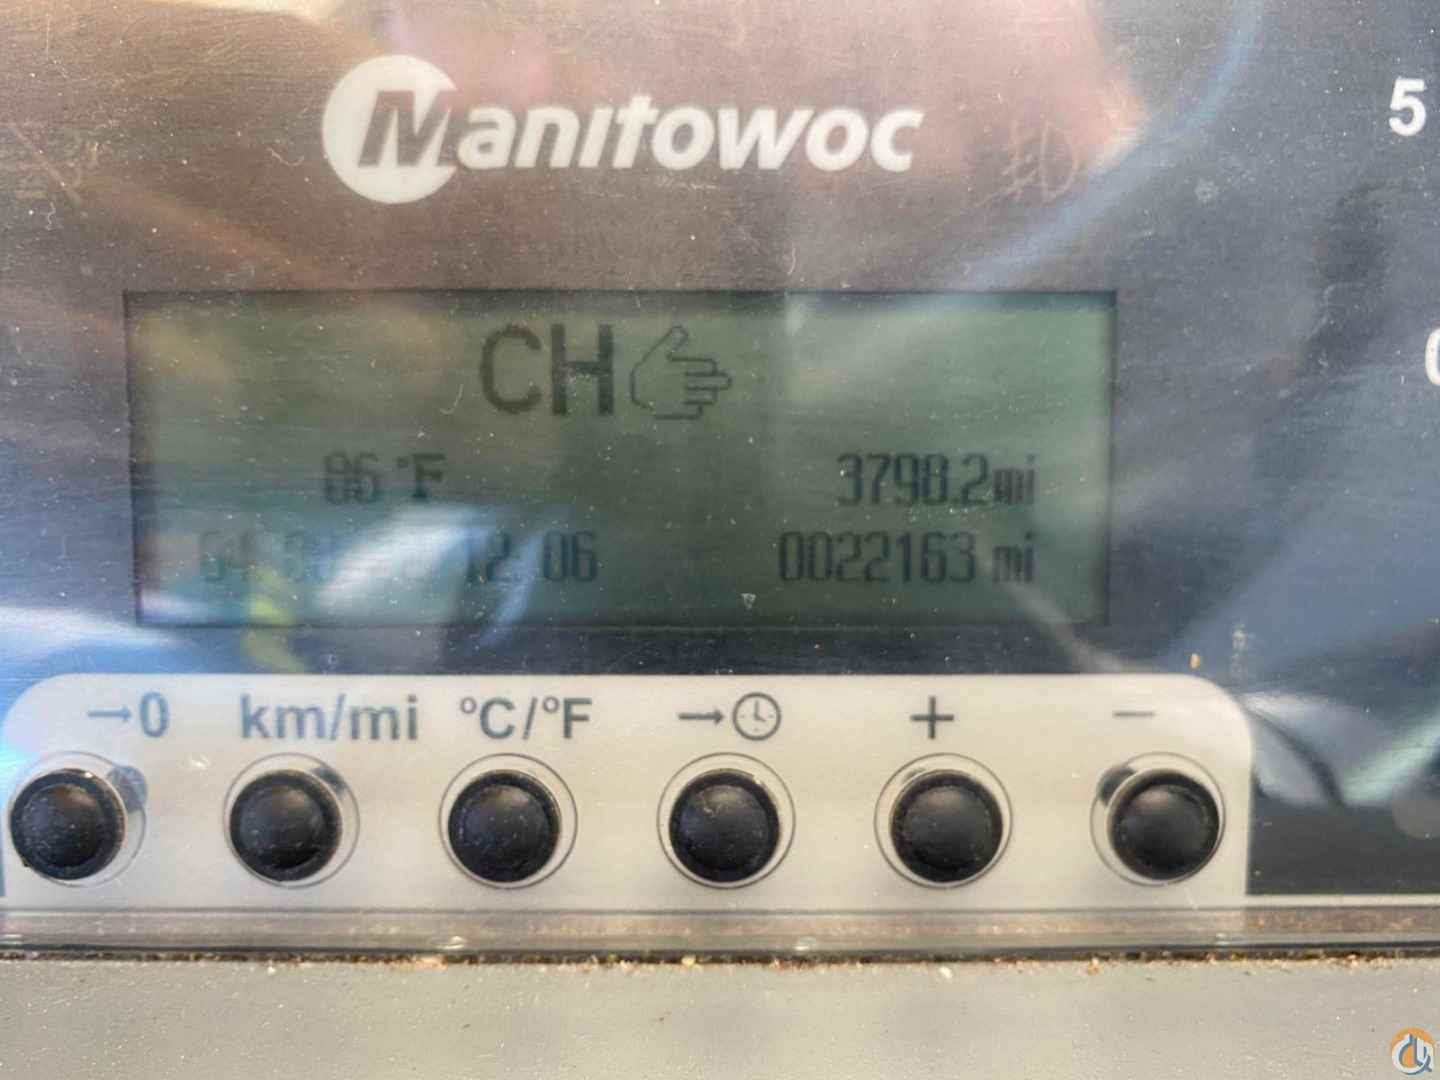 Manitowoc
5
CH
86 °F 3798.2mi
12 06 0022163 mi
→0 km/mi °C/°F → + −